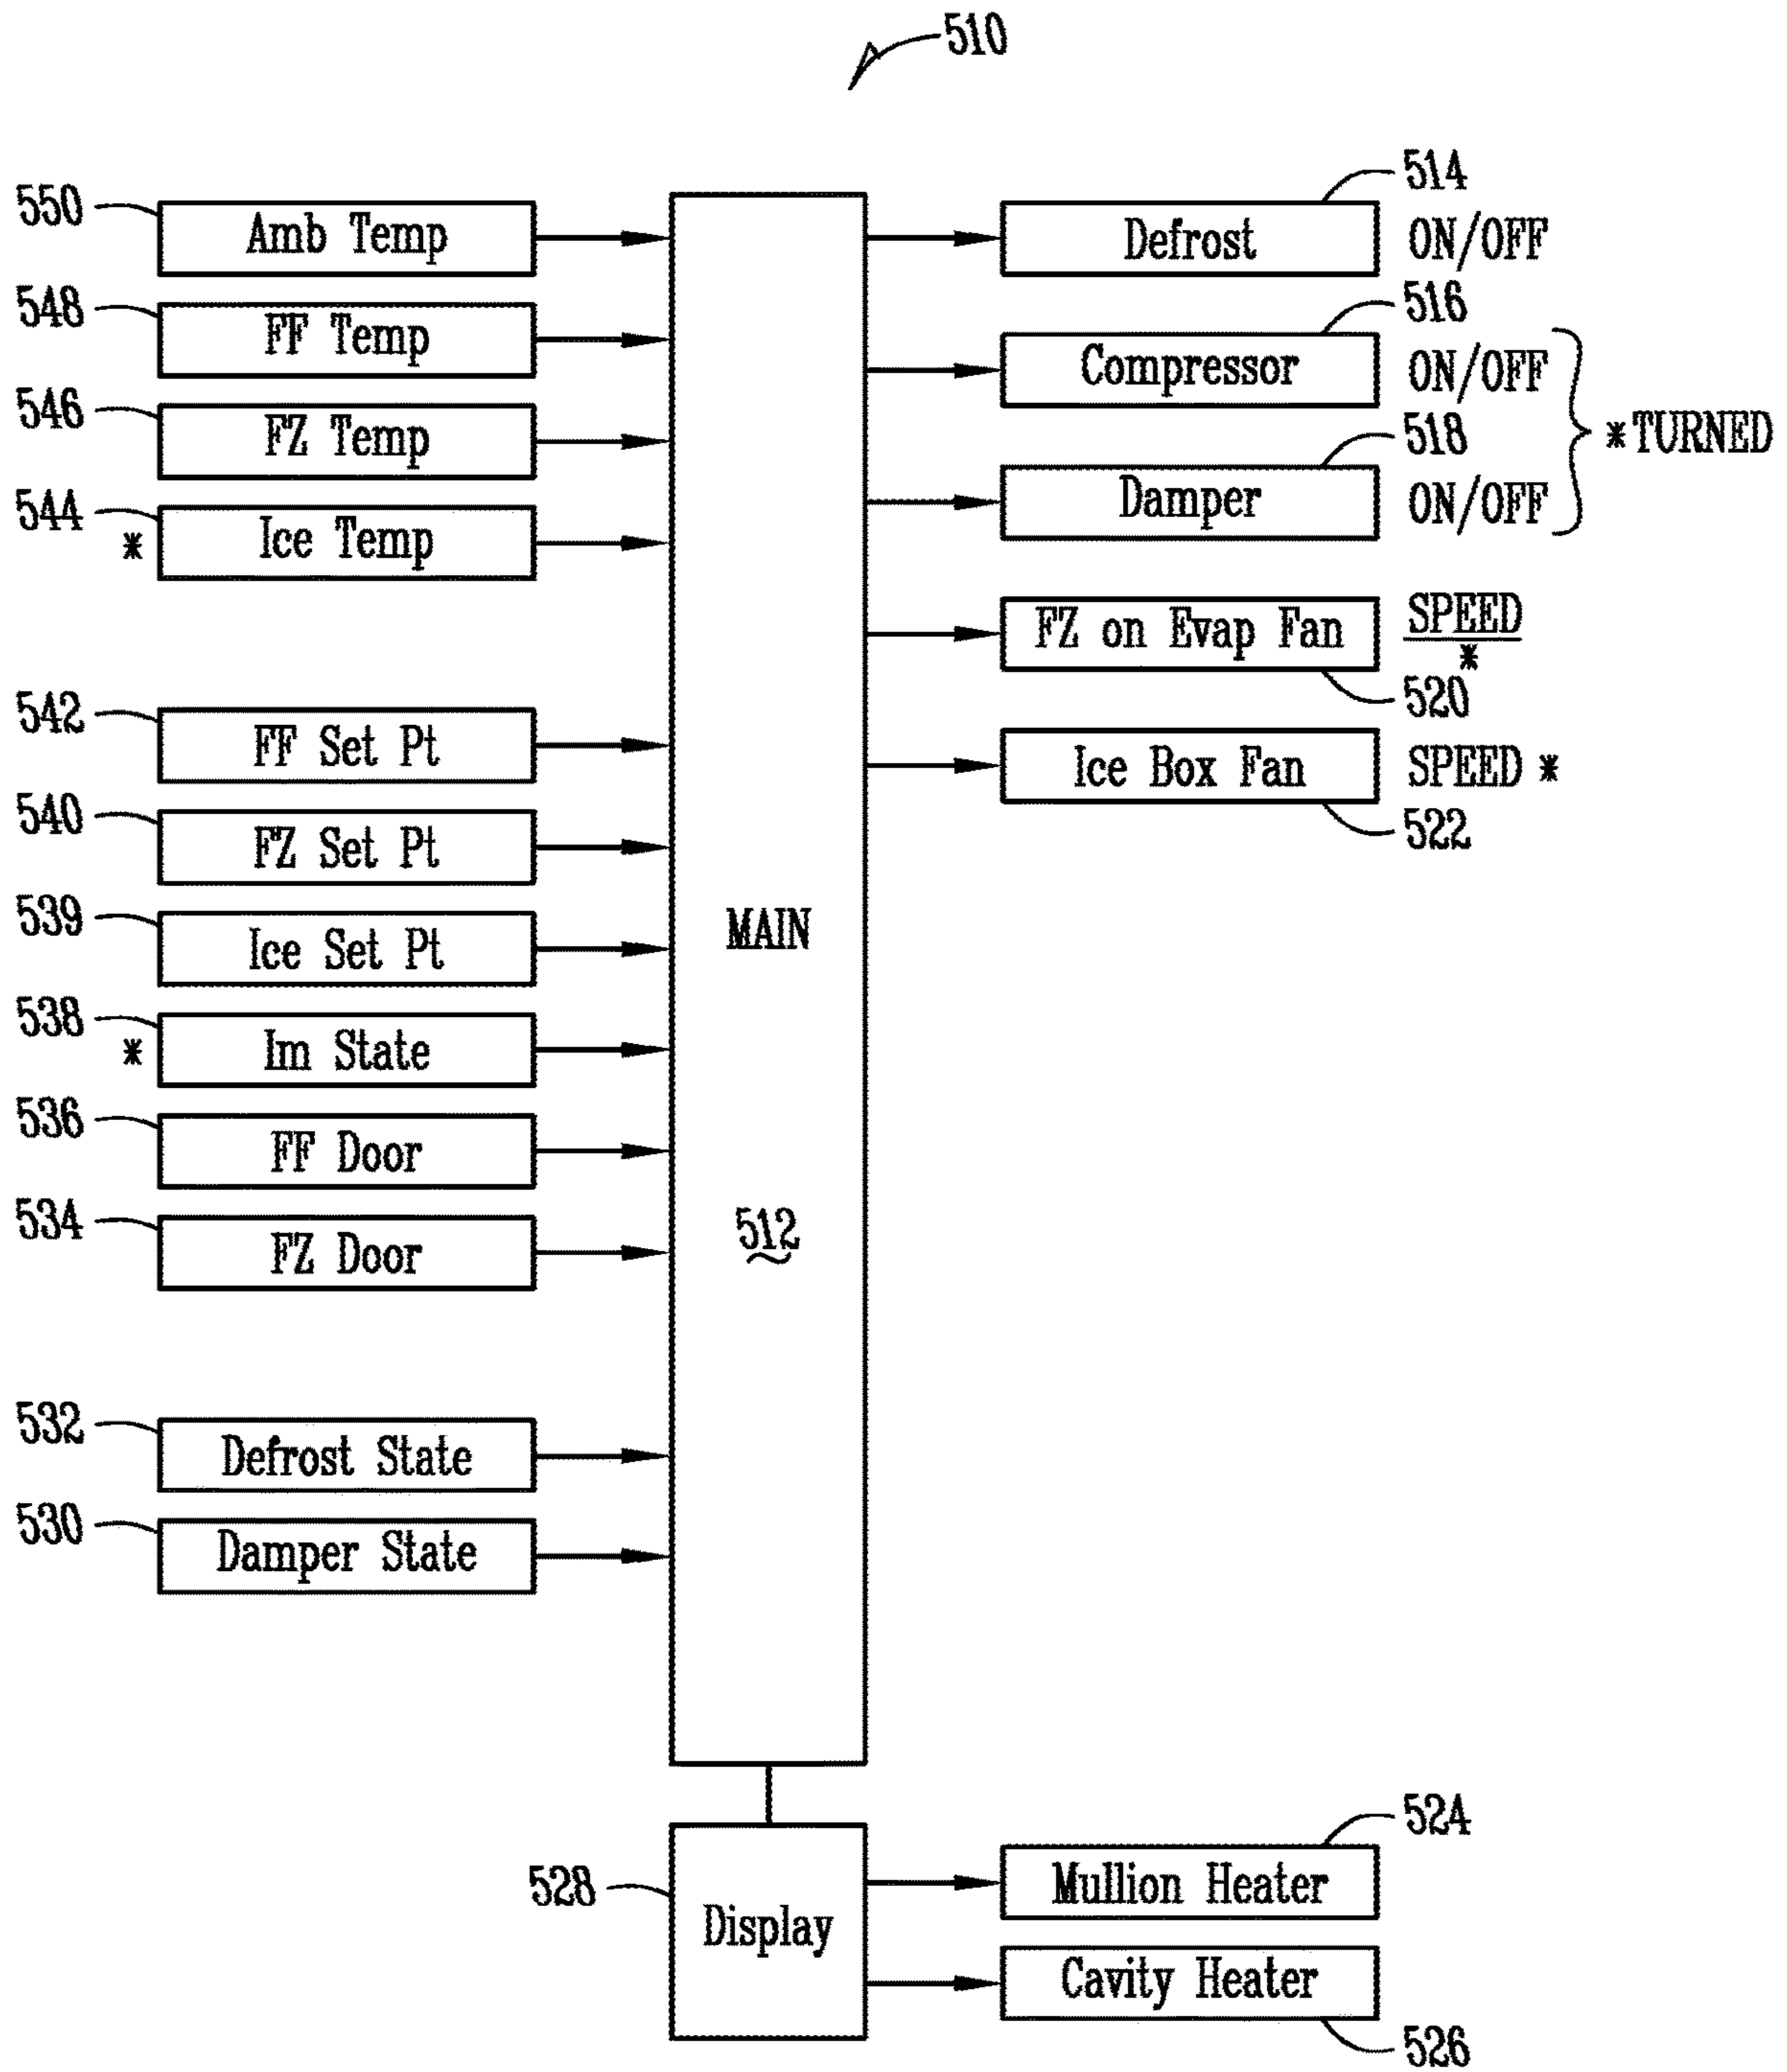 510
550
Amb Temp
548
FF Temp
546
FZ Temp
544
* Ice Temp
542
FF Set Pt
540
FZ Set Pt
539
Ice Set Pt
538
* Im State
536
FF Door
534
FZ Door
532
Defrost State
530
Damper State
MAIN
512
514
Defrost ON/OFF
516
Compressor ON/OFF
*TURNED
518
Damper ON/OFF
FZ on Evap Fan SPEED
*
520
Ice Box Fan SPEED *
522
528
Display
524
Mullion Heater
Cavity Heater
526